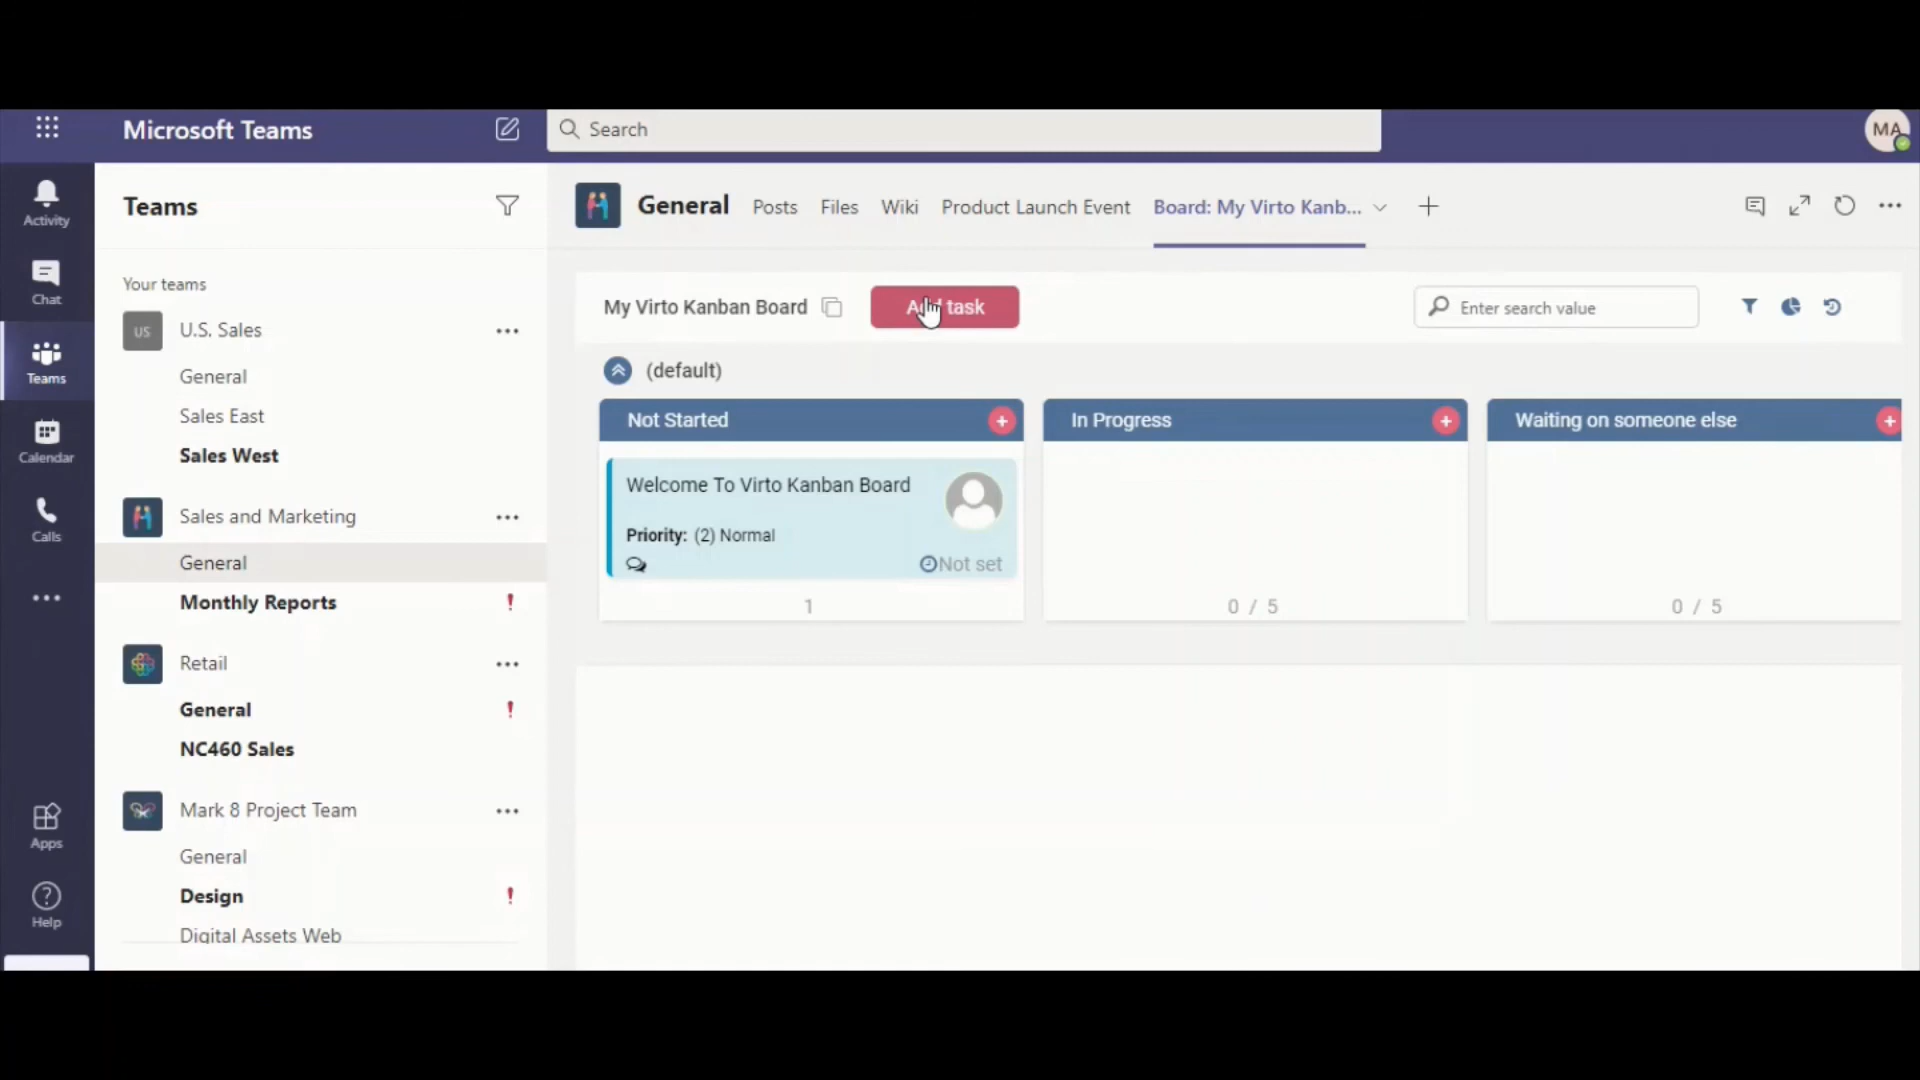 Microsoft Teams
Search
MA
Activity
Chat
Teams
Calendar
Calls
Apps
Help
Teams
Your teams
US
U.S. Sales
General
Sales East
Sales West
Sales and Marketing
General
Monthly Reports
Retail
General
NC460 Sales
Mark 8 Project Team
General
Design
Digital Assets Web
General
Posts
Files
Wiki
Product Launch Event
Board: My Virto Kanb...
My Virto Kanban Board
Add task
Enter search value
(default)
Not Started
Welcome To Virto Kanban Board
Priority: (2) Normal
Not set
1
In Progress
0 / 5
Waiting on someone else
0 / 5